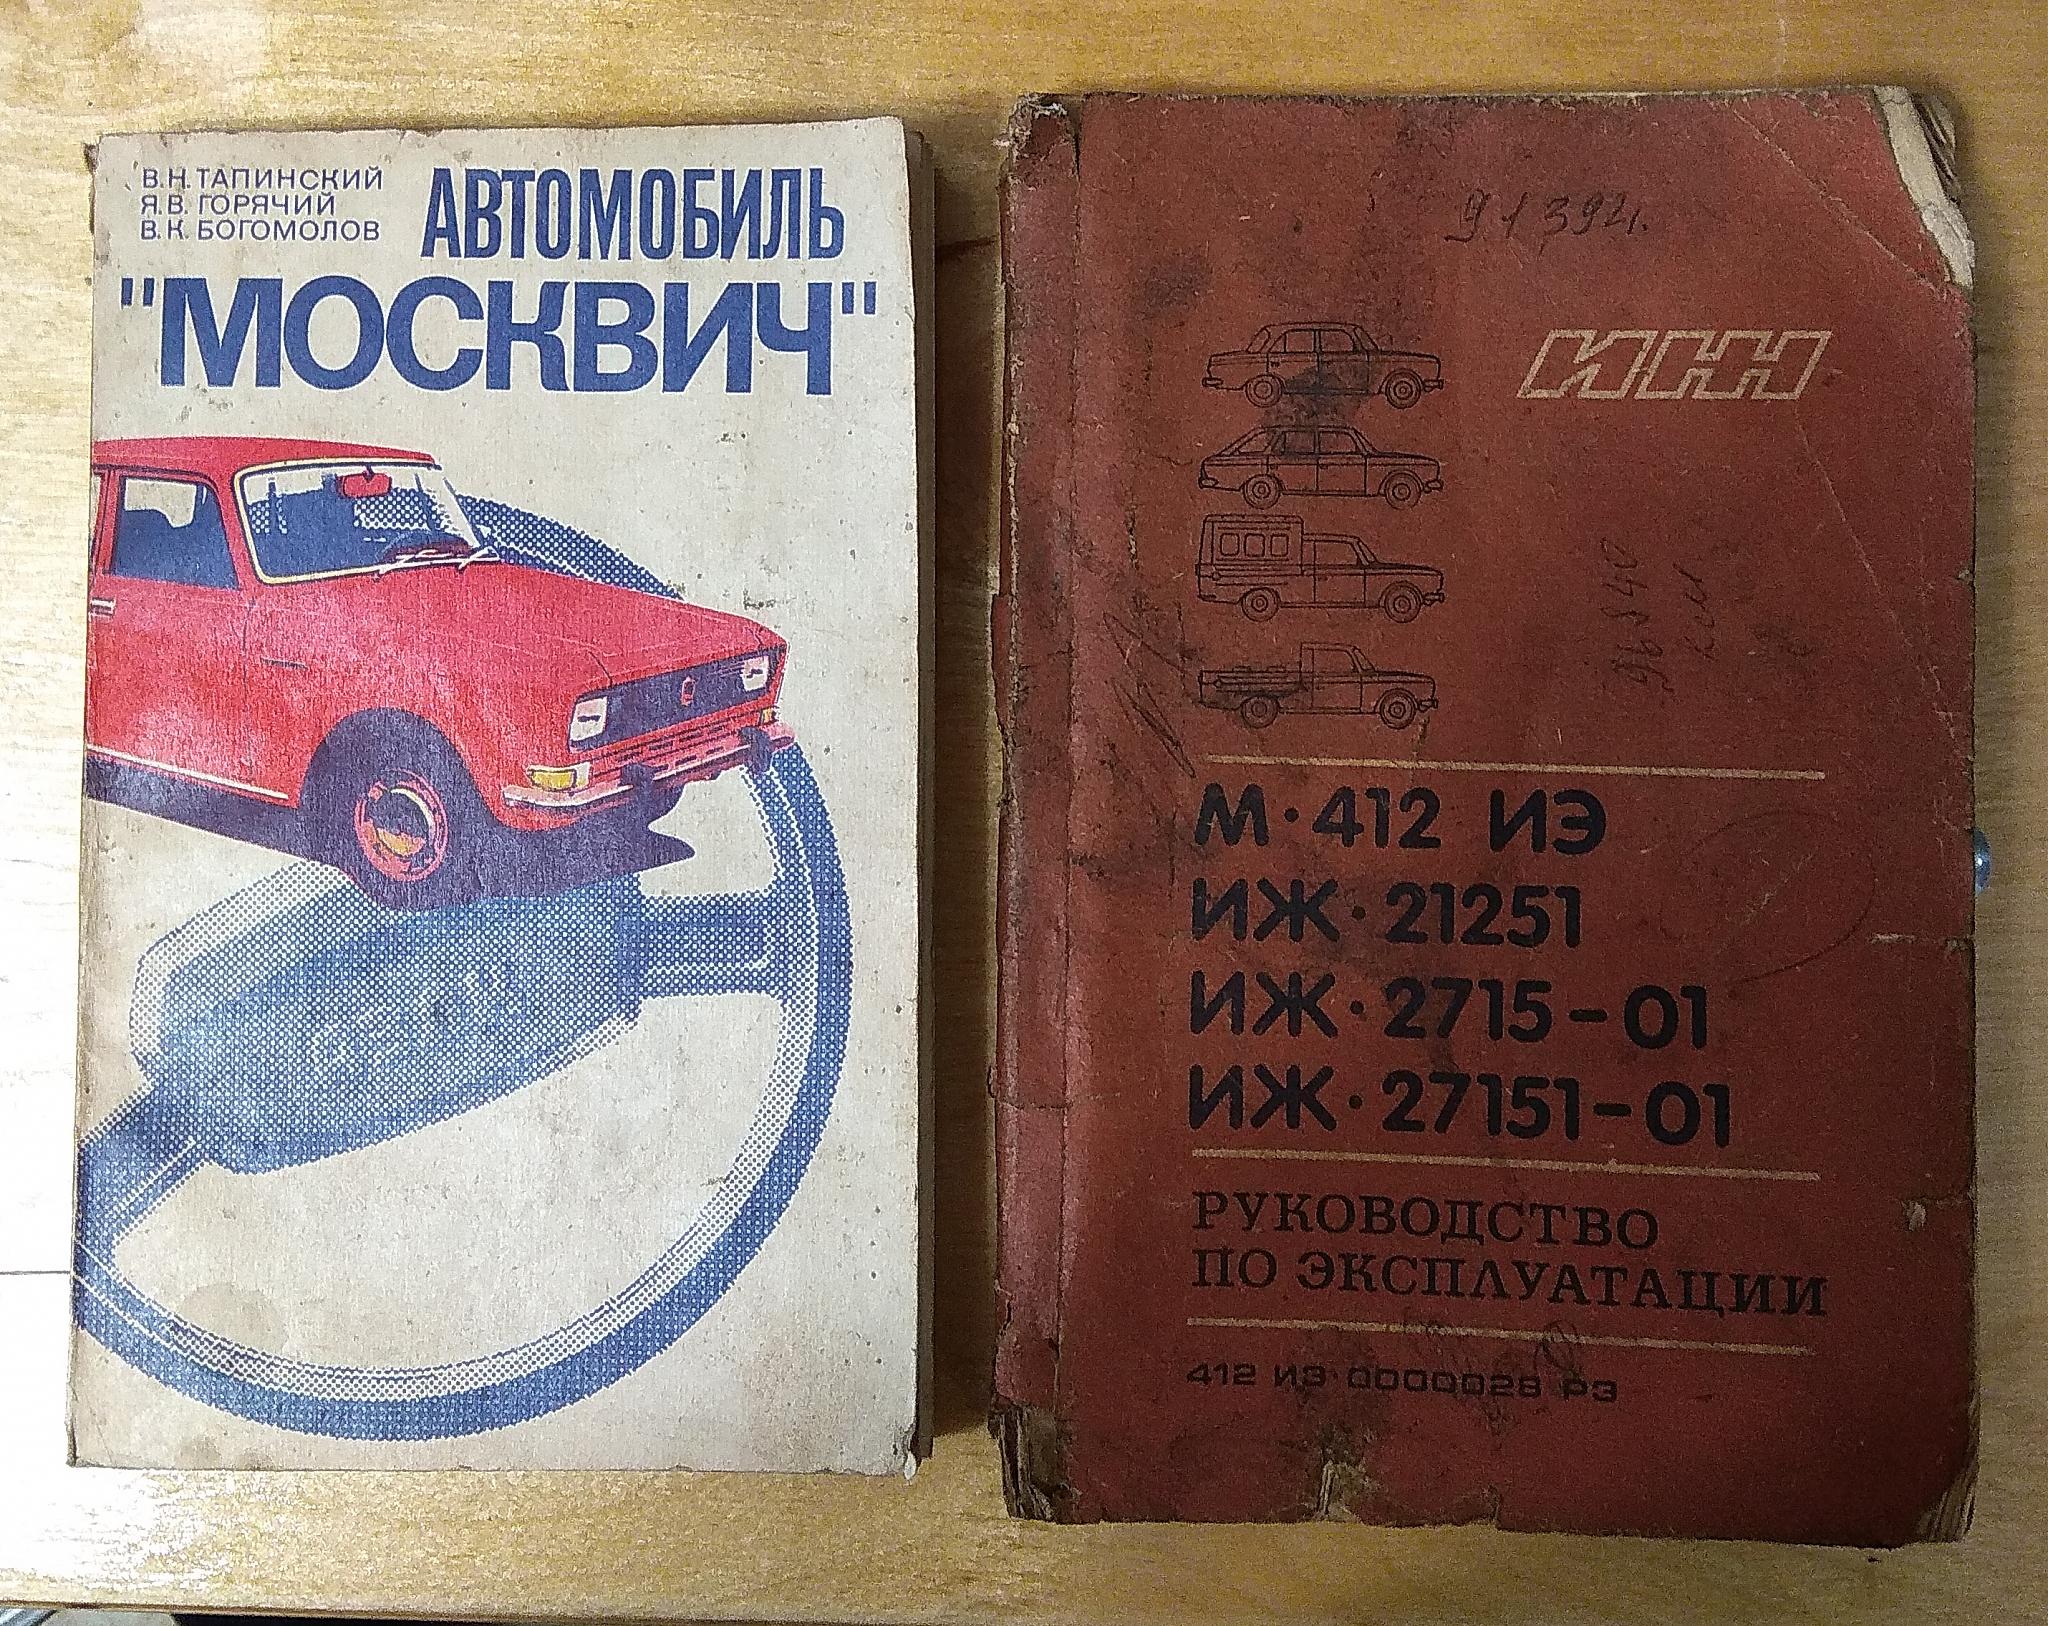 В.Н.ТАПИНСКИЙ
Я.В.ГОРЯЧИЙ
В.К.БОГОМОЛОВ
АВТОМОБИЛЬ
"МОСКВИЧ"
91392г.
ИЖ
М·412 ИЭ
ИЖ·21251
ИЖ·2715-01
ИЖ·27151-01
РУКОВОДСТВО
ПО ЭКСПЛУАТАЦИИ
412 ИЭ·0000028 РЭ